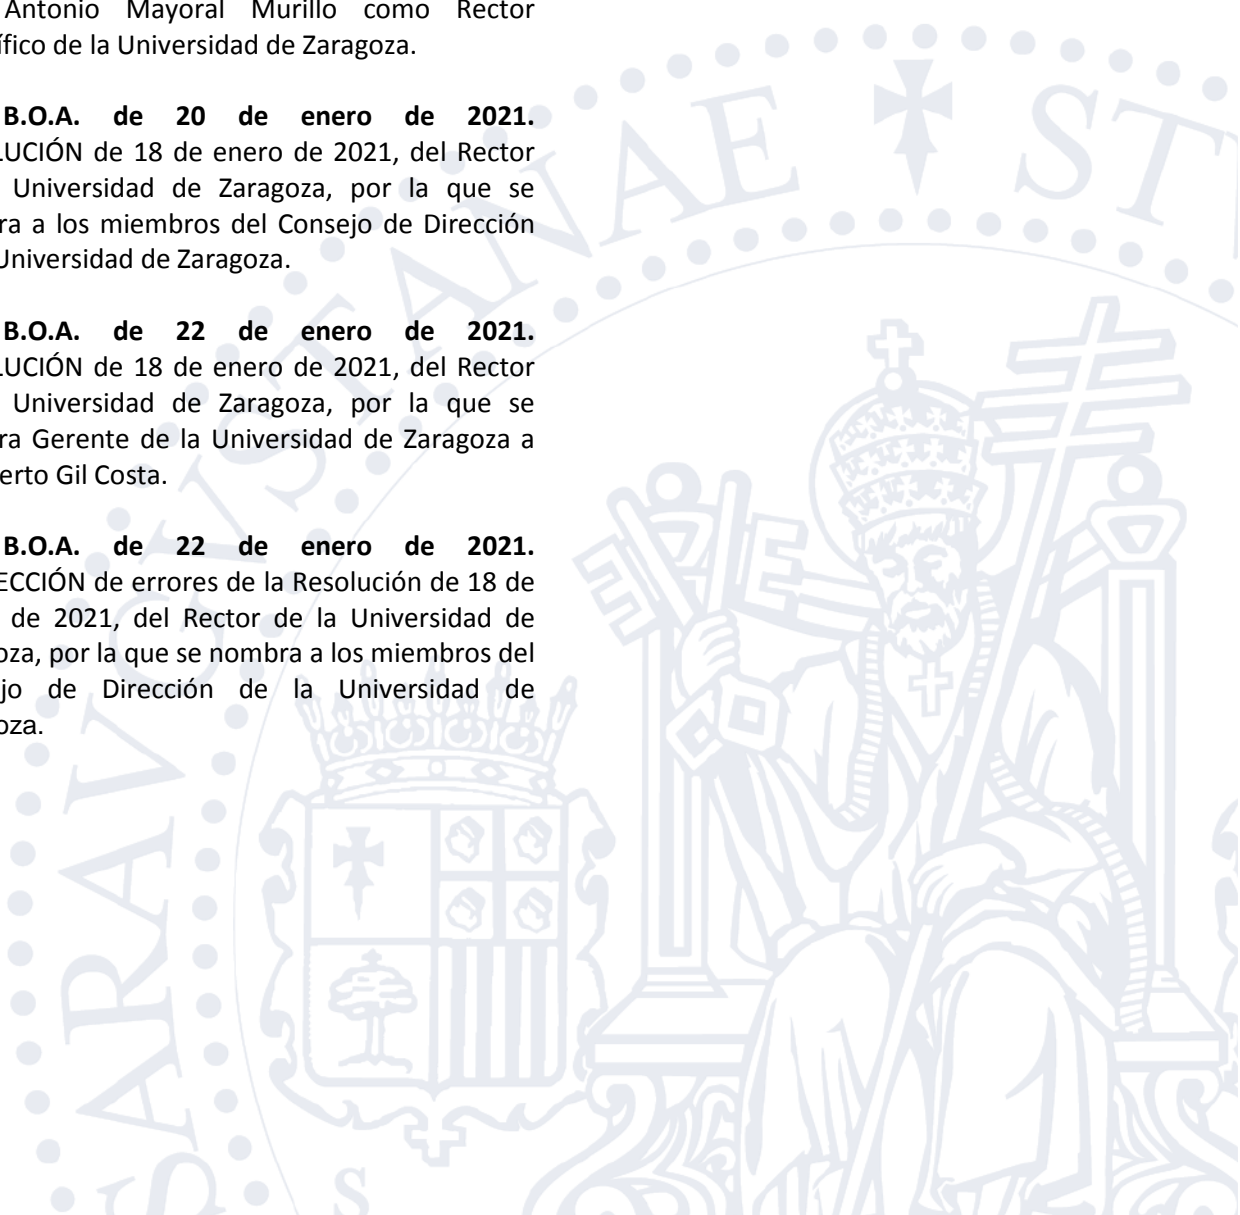 Antonio Mayoral Murillo como Rector
ífico de la Universidad de Zaragoza.
B.O.A. de 20 de enero de 2021.
LUCIÓN de 18 de enero de 2021, del Rector
Universidad de Zaragoza, por la que se
ra a los miembros del Consejo de Dirección
Universidad de Zaragoza.
B.O.A. de 22 de enero de 2021.
LUCIÓN de 18 de enero de 2021, del Rector
Universidad de Zaragoza, por la que se
ra Gerente de la Universidad de Zaragoza a
erto Gil Costa.
B.O.A. de 22 de enero de 2021.
ECCIÓN de errores de la Resolución de 18 de
de 2021, del Rector de la Universidad de
oza, por la que se nombra a los miembros del
jo de Dirección de la Universidad de
oza.
SARAVGVSTANAE ST
S